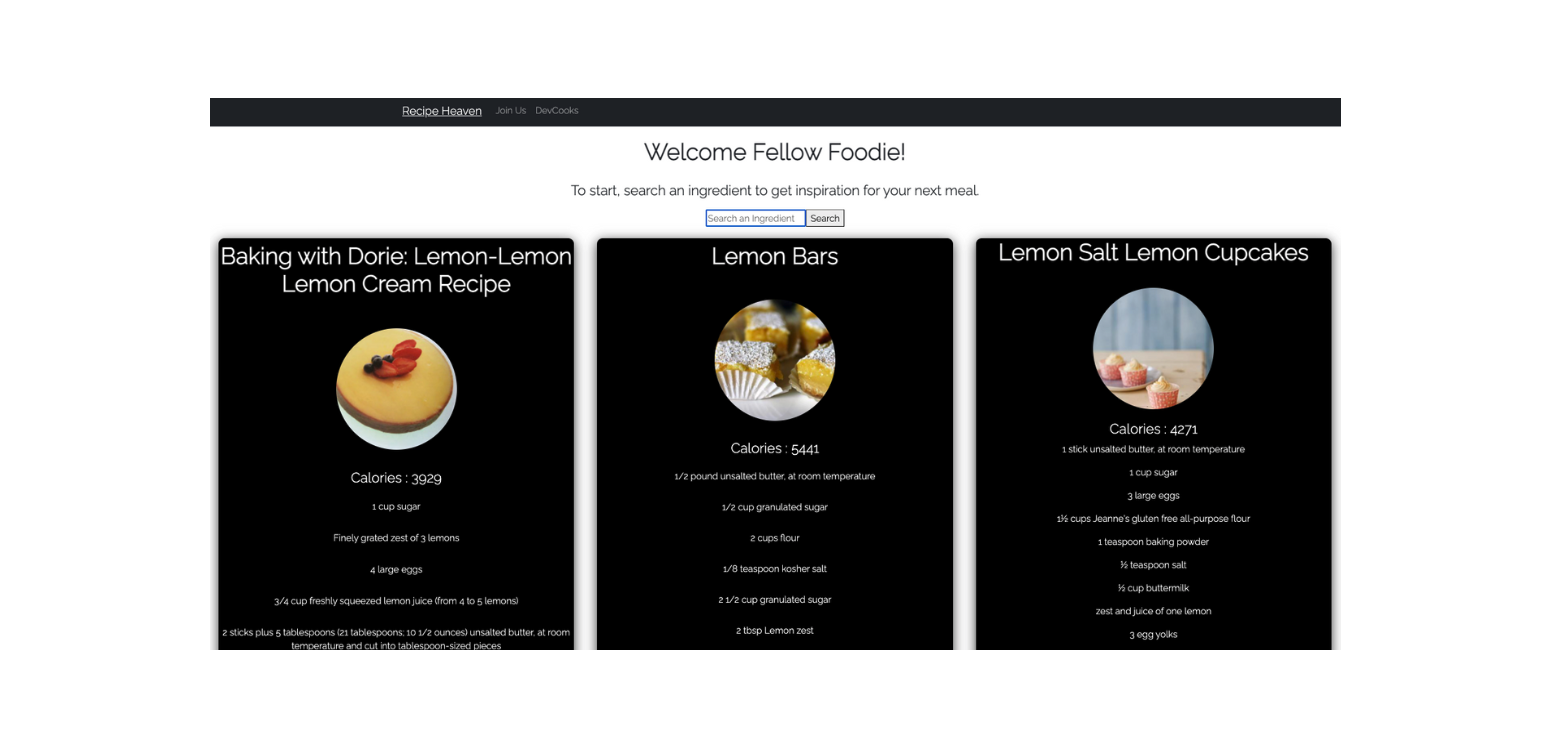 Recipe Heaven Join Us DevCooks
Welcome Fellow Foodie!
To start, search an ingredient to get inspiration for your next meal.
Search an Ingredient Search
Baking with Dorie: Lemon-Lemon
Lemon Cream Recipe
Calories : 3929
1 cup sugar
Finely grated zest of 3 lemons
4 large eggs
3/4 cup freshly squeezed lemon juice (from 4 to 5 lemons)
2 sticks plus 5 tablespoons (21 tablespoons; 10 1/2 ounces) unsalted butter, at room
temperature and cut into tablespoon-sized pieces
Lemon Bars
Calories : 5441
1/2 pound unsalted butter, at room temperature
1/2 cup granulated sugar
2 cups flour
1/8 teaspoon kosher salt
2 1/2 cup granulated sugar
2 tbsp Lemon zest
Lemon Salt Lemon Cupcakes
Calories : 4271
1 stick unsalted butter, at room temperature
1 cup sugar
3 large eggs
1½ cups Jeanne's gluten free all-purpose flour
1 teaspoon baking powder
½ teaspoon salt
½ cup buttermilk
zest and juice of one lemon
3 egg yolks